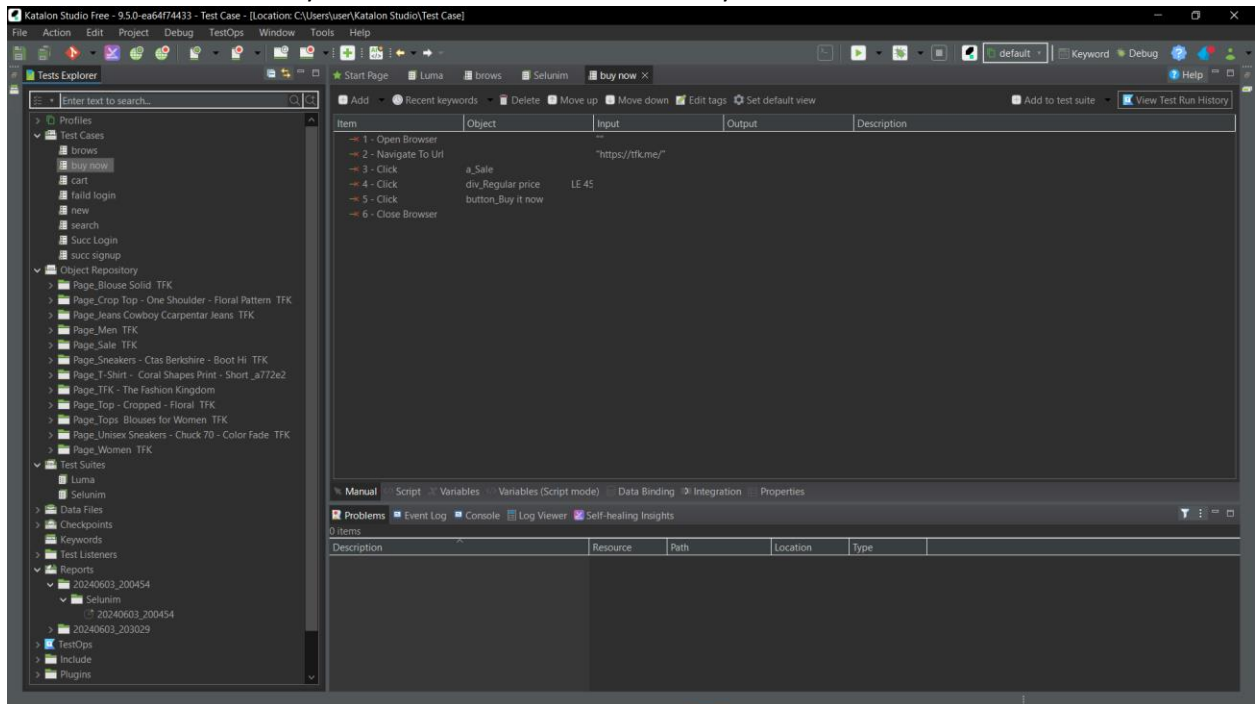 Katalon Studio Free - 9.5.0-ea64f74433 - Test Case - [Location: C:\Users\user\Katalon Studio\Test Case]
File Action Edit Project Debug TestOps Window Tools Help
default Keyword Debug
Tests Explorer
Enter text to search...
Profiles
Test Cases
brows
buy now
cart
faild login
new
search
Succ Login
succ signup
Object Repository
Page_Blouse Solid TFK
Page_Crop Top - One Shoulder - Floral Pattern TFK
Page_Jeans Cowboy Ccarpentar Jeans TFK
Page_Men TFK
Page_Sale TFK
Page_Sneakers - Ctas Berkshire - Boot Hi TFK
Page_T-Shirt - Coral Shapes Print - Short _a772e2
Page_TFK - The Fashion Kingdom
Page_Top - Cropped - Floral TFK
Page_Tops Blouses for Women TFK
Page_Unisex Sneakers - Chuck 70 - Color Fade TFK
Page_Women TFK
Test Suites
Luma
Selunim
Data Files
Checkpoints
Keywords
Test Listeners
Reports
20240603_200454
Selunim
20240603_200454
20240603_203029
TestOps
Include
Plugins
Start Page Luma brows Selunim buy now Help
Add Recent keywords Delete Move up Move down Edit tags Set default view Add to test suite View Test Run History
Item Object Input Output Description
1 - Open Browser ""
2 - Navigate To Url "https://tfk.me/"
3 - Click a_Sale
4 - Click div_Regular price LE 45
5 - Click button_Buy it now
6 - Close Browser
Manual Script Variables Variables (Script mode) Data Binding Integration Properties
Problems Event Log Console Log Viewer Self-healing Insights
0 items
Description Resource Path Location Type